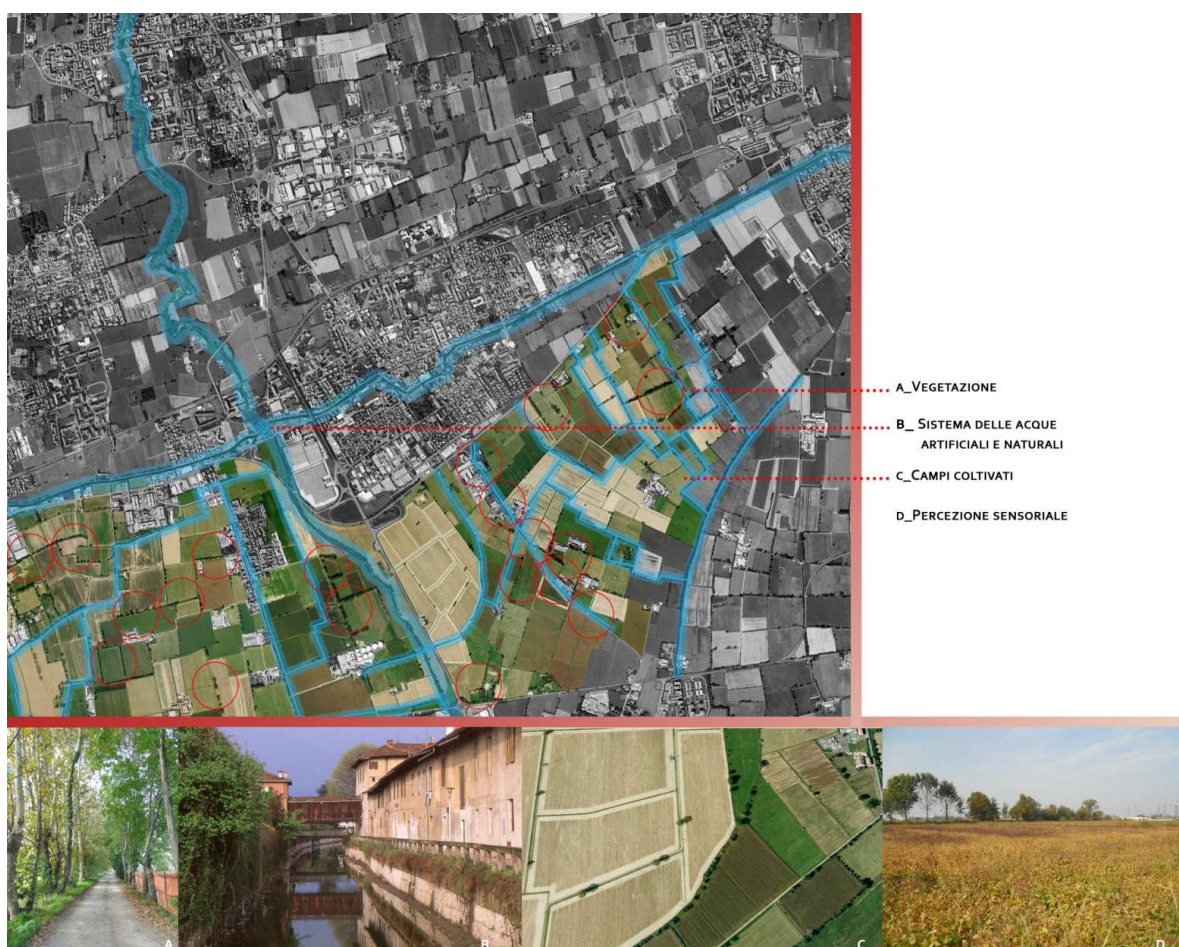 A_Vegetazione
B_ Sistema delle acque
artificiali e naturali
C_Campi coltivati
D_Percezione sensoriale
A
B
C
D